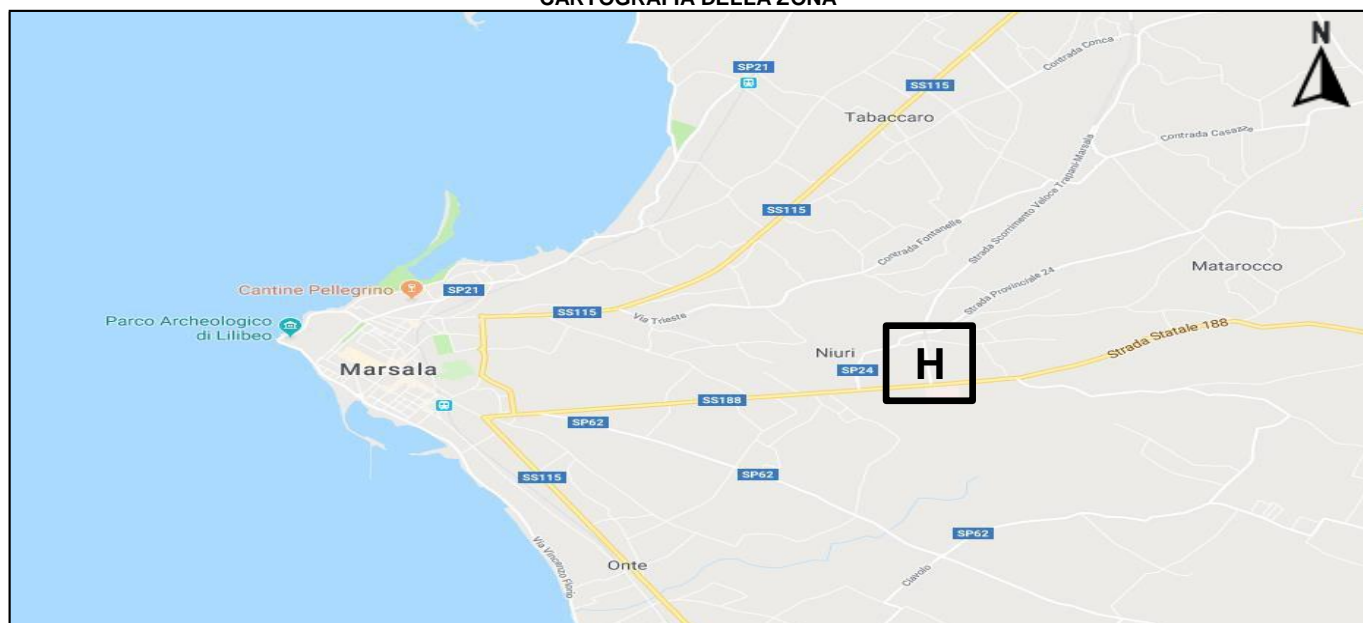 CARTOGRAFIA DELLA ZONA
N
SP21
Contrada Conca
SS115
Tabaccaro
Contrada Casazze
SS115
Contrada Fontanelle
Strada Scorrimento Veloce Trapani-Marsala
Matarocco
Cantine Pellegrino
SP21
Strada Provinciale 24
SS115
Via Trieste
Parco Archeologico
di Lilibeo
Strada Statale 188
Niuri
H
Marsala
SP24
SS188
SP62
SS115
SP62
SP62
Via Vincenzo Florio
Onte
Ciavolo